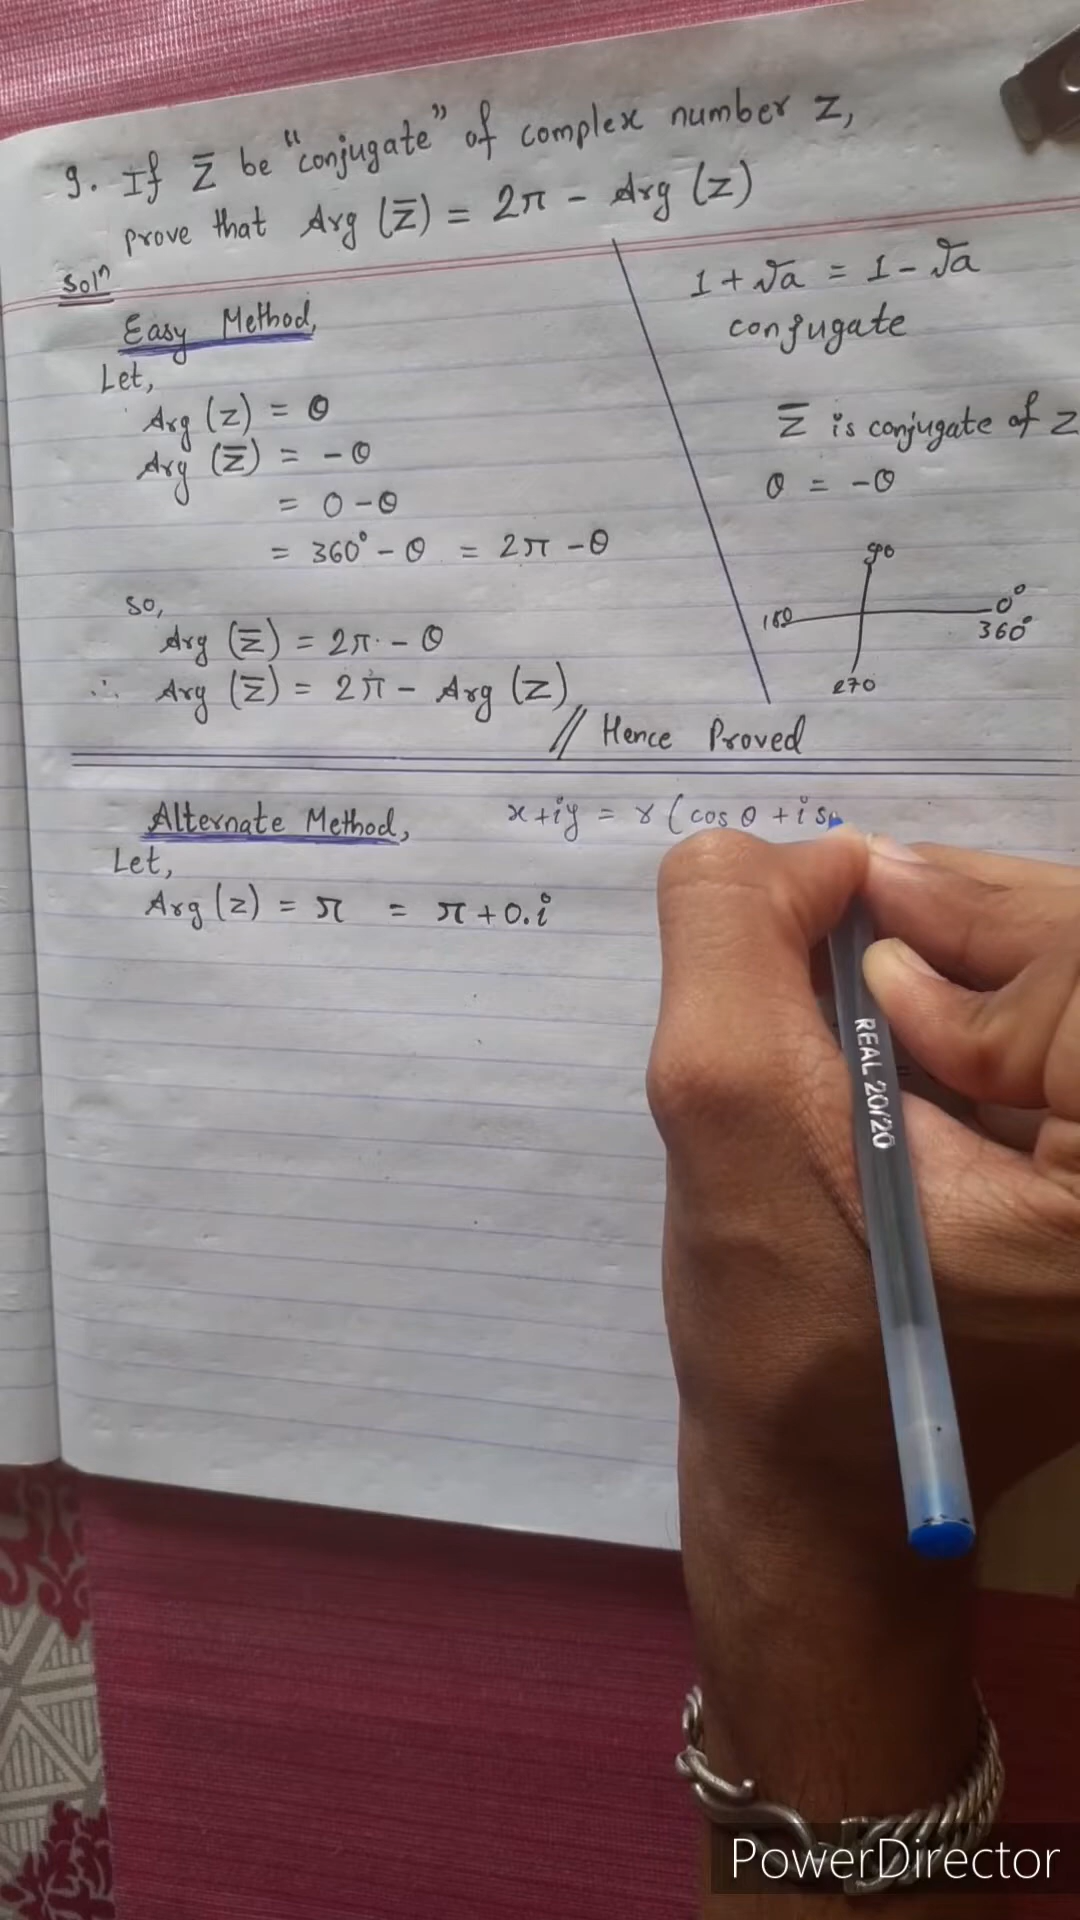 9. If z̅ be "conjugate" of complex number z,
prove that Arg (z̅) = 2π - Arg (z)
Solⁿ
Easy Method,
Let,
Arg (z) = θ
Arg (z̅) = - θ
= 0 - θ
= 360° - θ = 2π - θ
so,
Arg (z̅) = 2π - θ
∴ Arg (z̅) = 2π - Arg (z)
// Hence Proved
1 + √a = 1 - √a
conjugate
z̅ is conjugate of z
θ = -θ
90
180
0°
360°
270
Alternate Method,
x + iy = r (cos θ + i s
Let,
Arg (z) = π = π + 0.i
REAL 20/20
PowerDirector